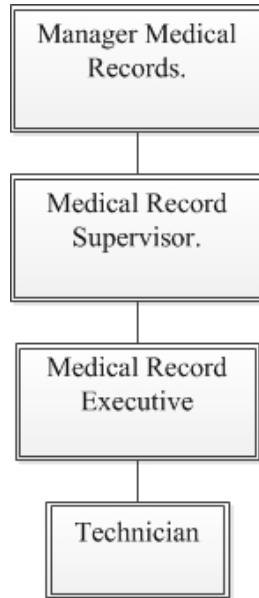 Manager Medical
Records.
Medical Record
Supervisor.
Medical Record
Executive
Technician